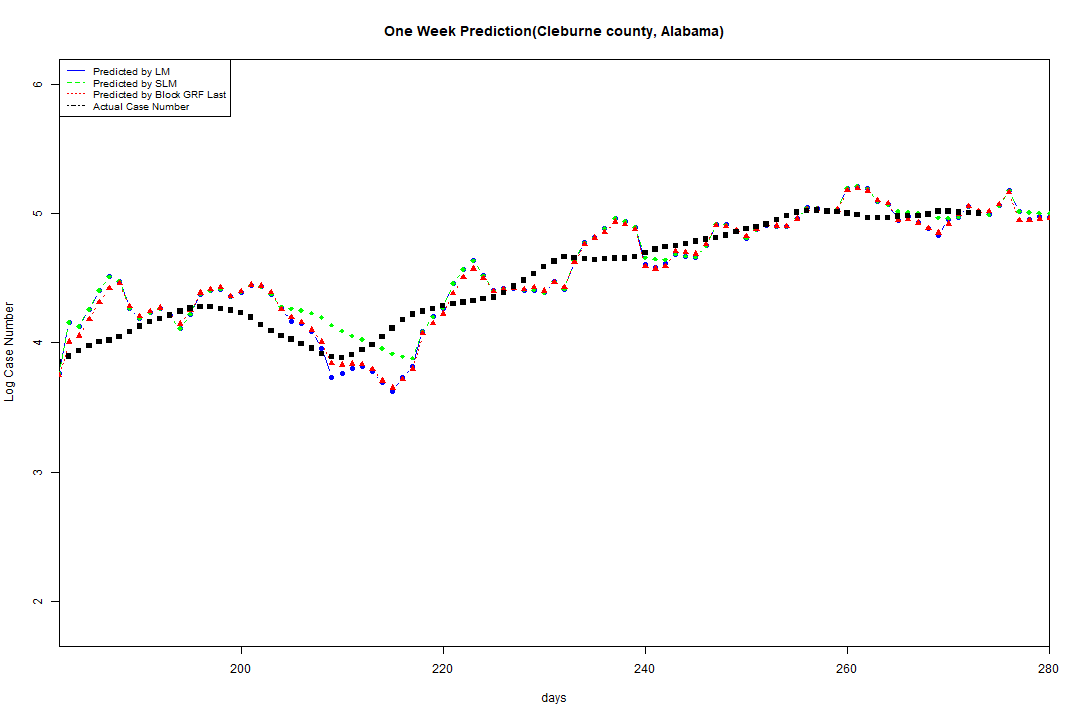 One Week Prediction(Cleburne county, Alabama)
Predicted by LM
Predicted by SLM
Predicted by Block GRF Last
Actual Case Number
6
5
4
3
2
Log Case Number
200 220 240 260 280
days